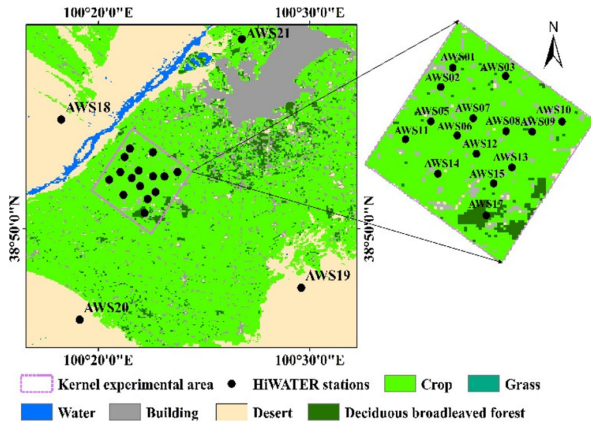 100°20'0"E 100°30'0"E
AWS21
N
AWS18
AWS01
AWS03
AWS02
AWS05 AWS07
AWS08 AWS10
AWS11 AWS06 AWS09
AWS12
AWS14 AWS13
AWS15
AWS17
38°50'0"N 38°50'0"N
AWS19
AWS20
100°20'0"E 100°30'0"E
Kernel experimental area HiWATER stations Crop Grass
Water Building Desert Deciduous broadleaved forest